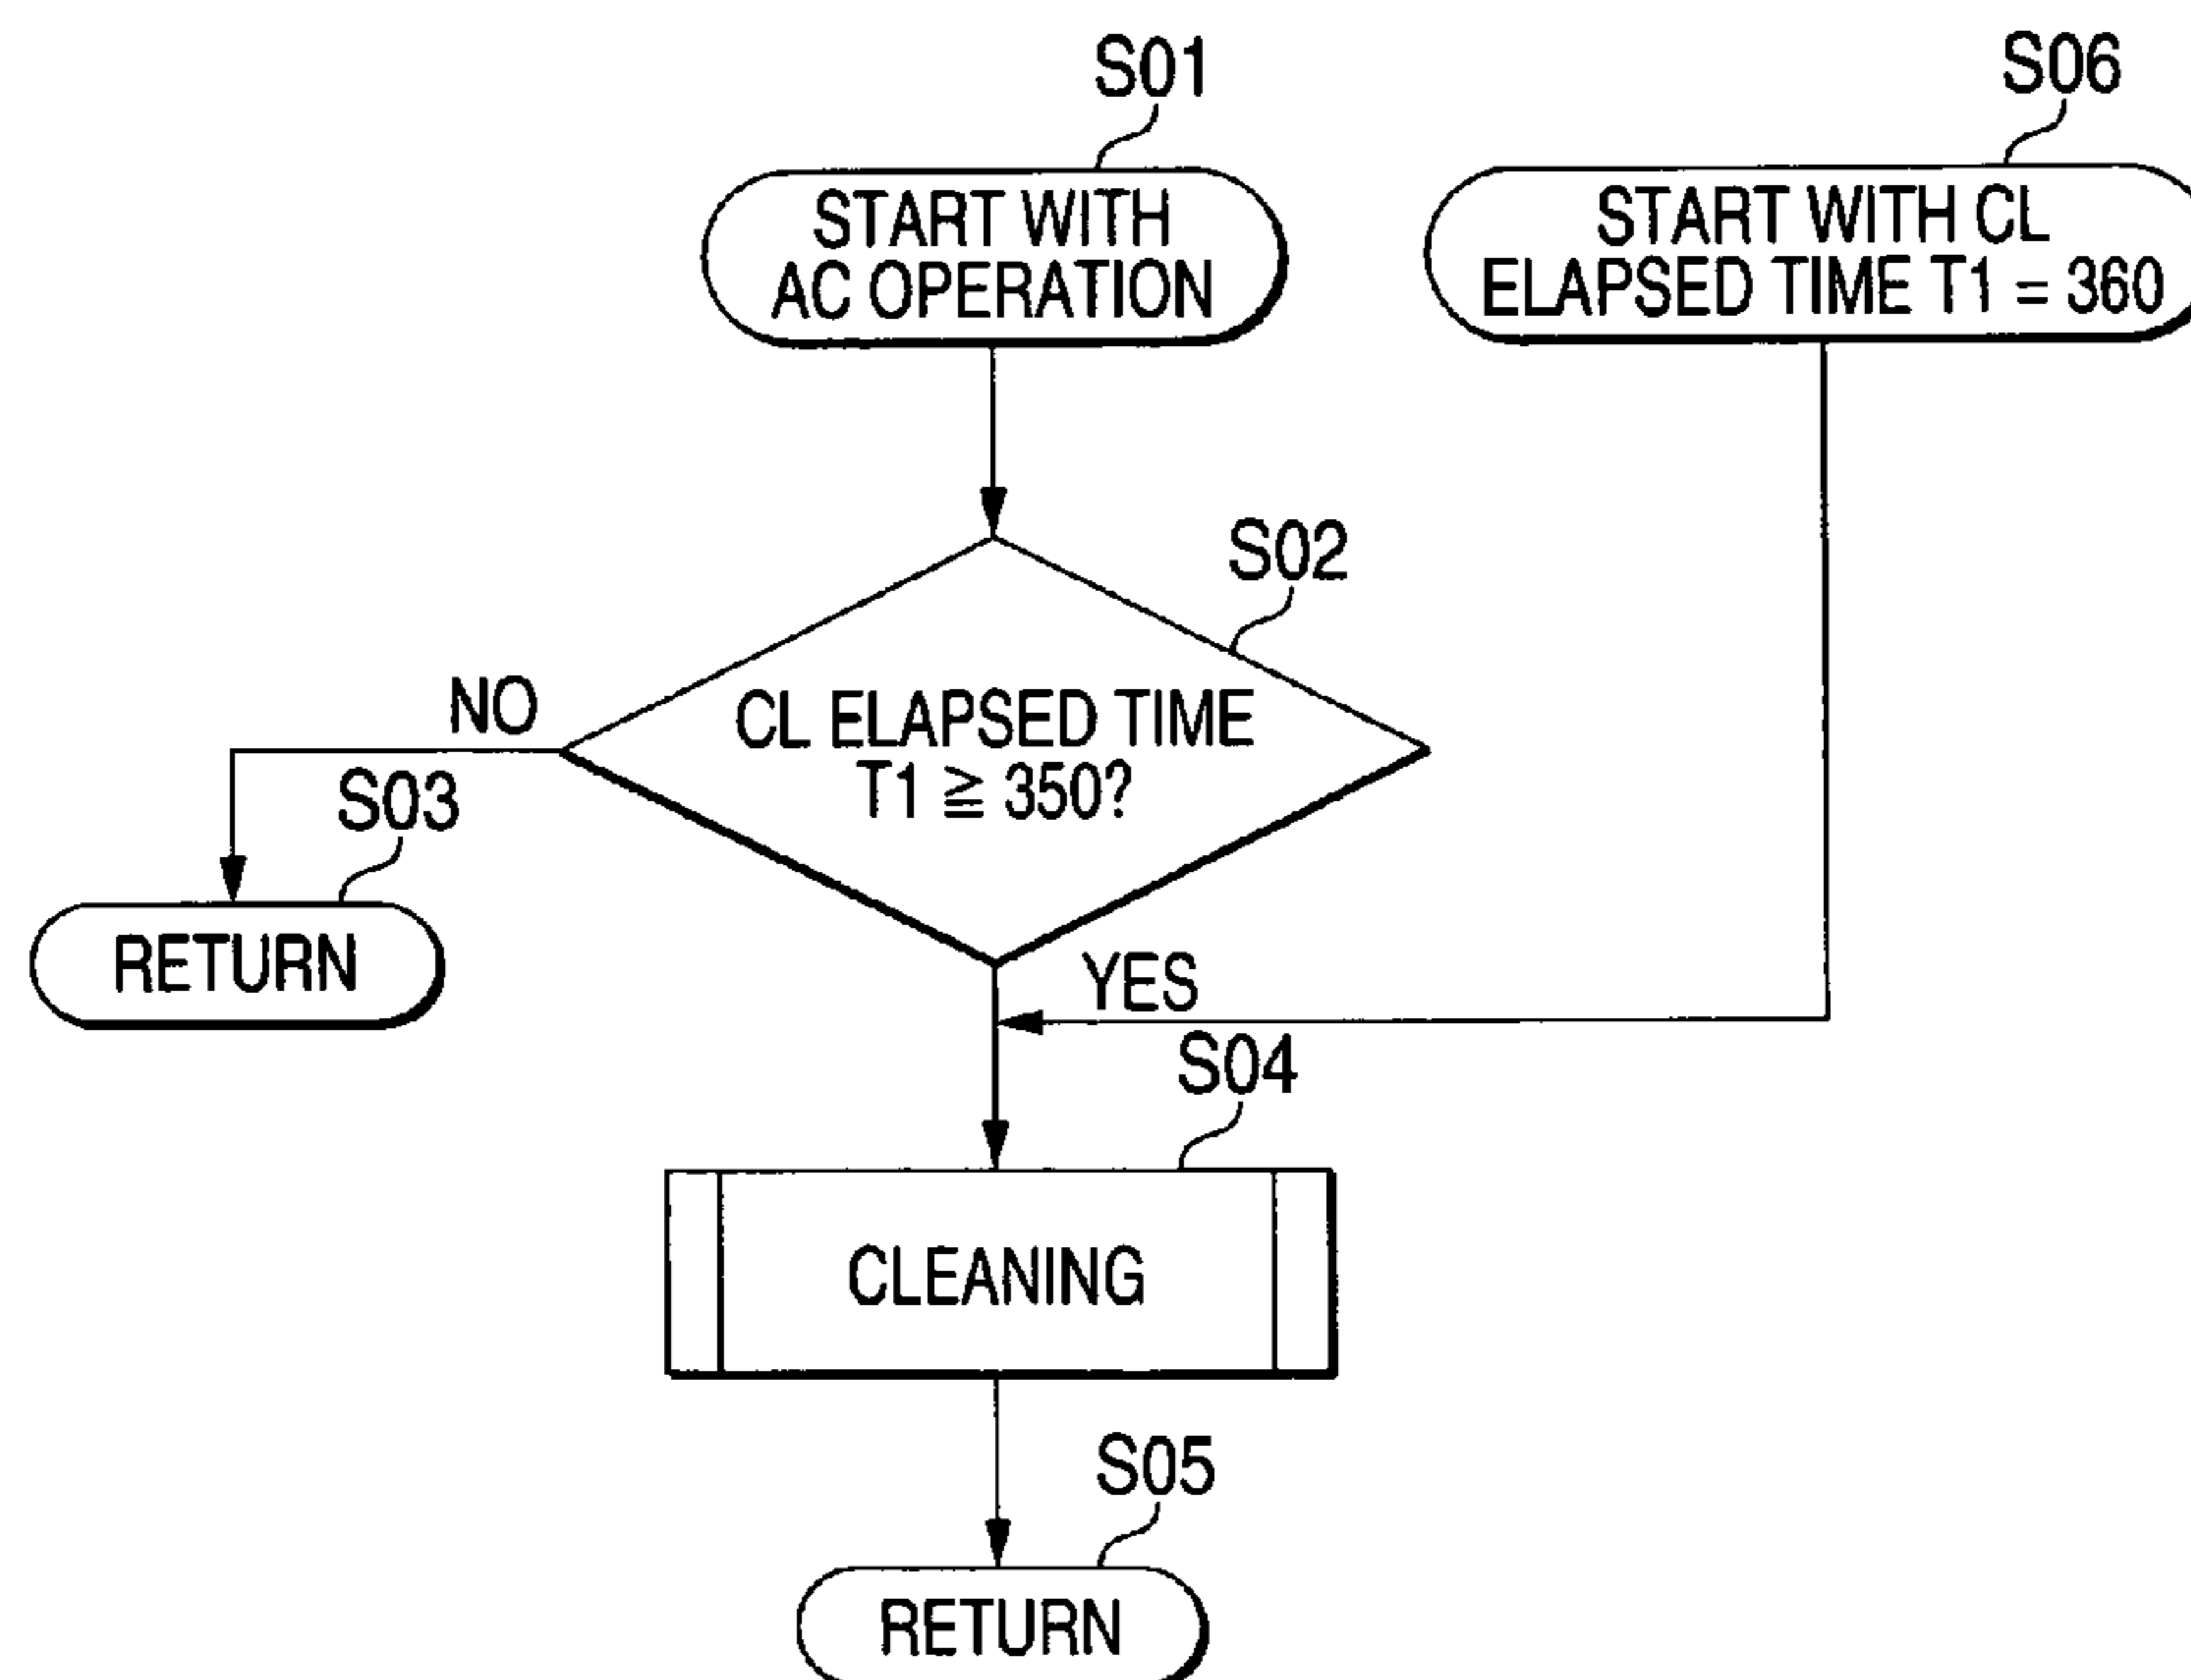 S01
START WITH
AC OPERATION
S06
START WITH CL
ELAPSED TIME T1 = 360
S02
CL ELAPSED TIME
T1 ≧ 350?
NO
S03
RETURN
YES
S04
CLEANING
S05
RETURN